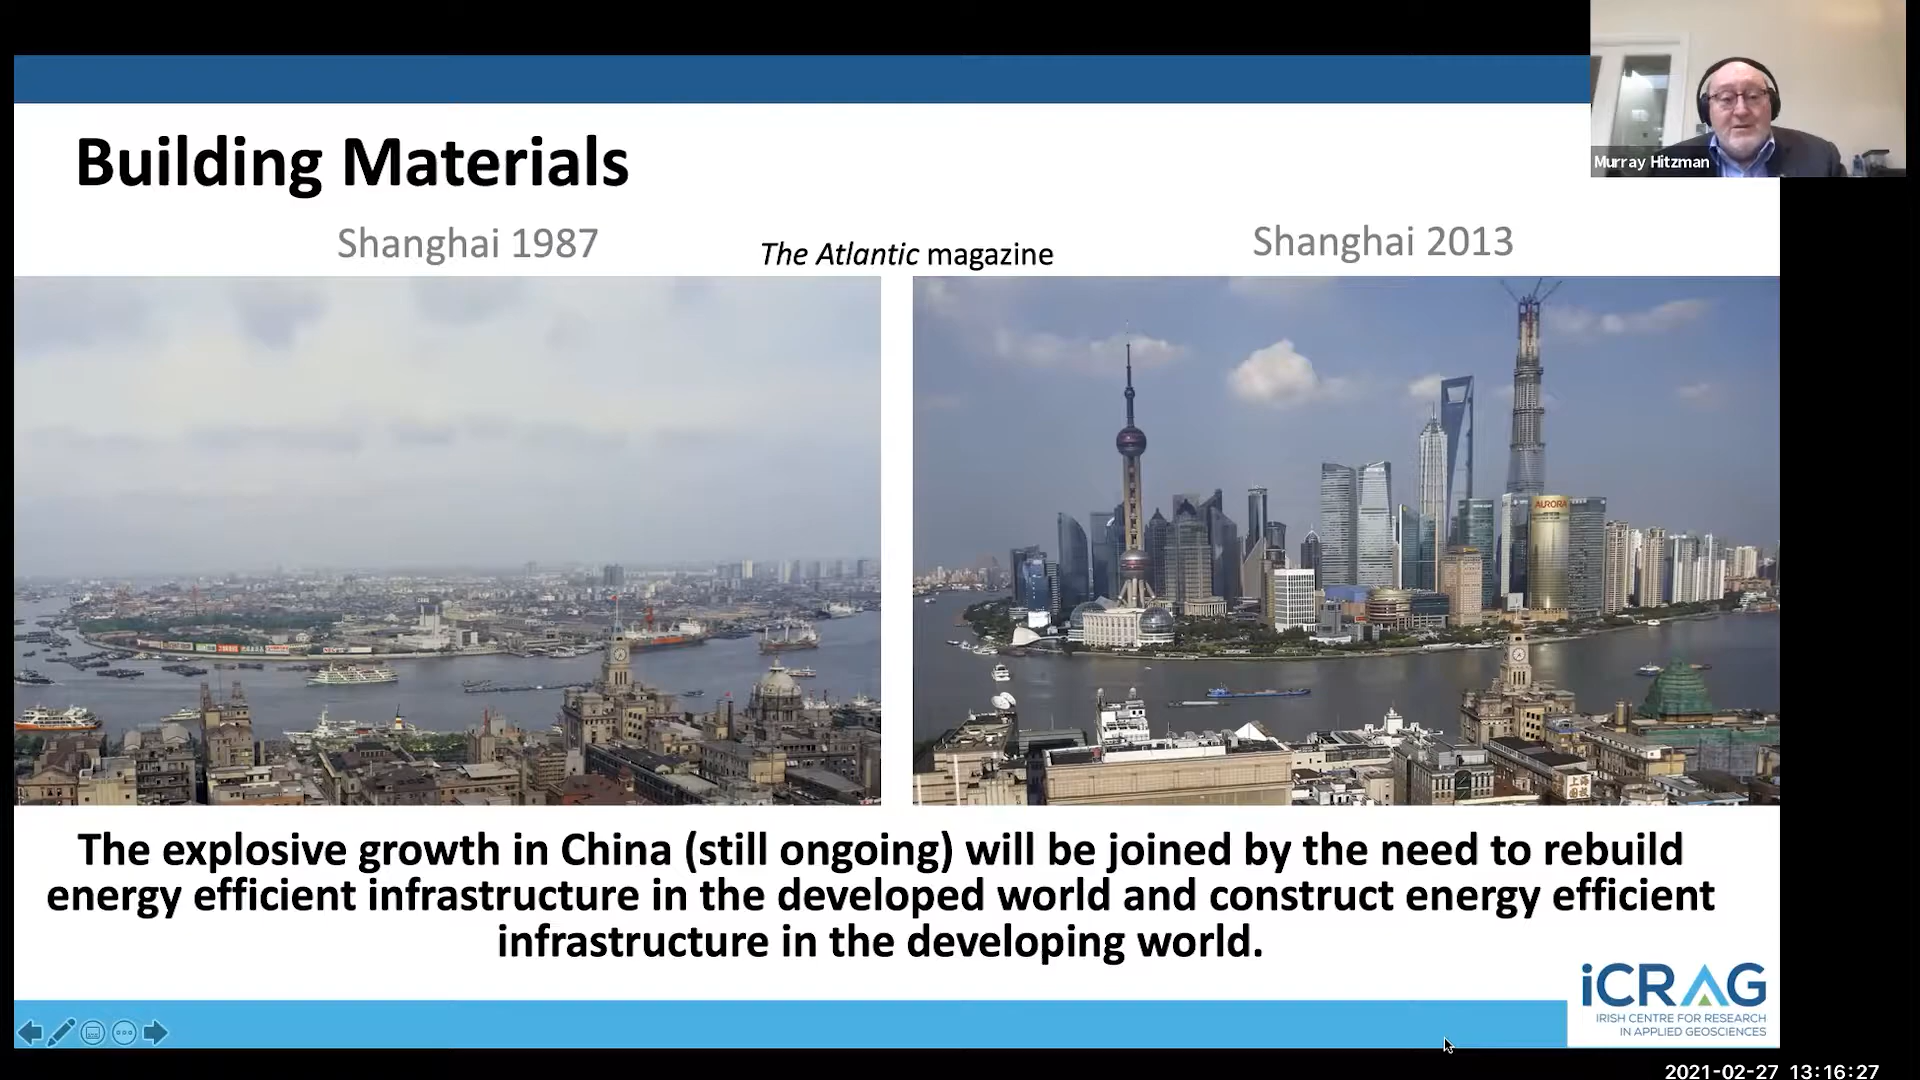 Murray Hitzman
Building Materials
Shanghai 1987
The Atlantic magazine
Shanghai 2013
AURORA
The explosive growth in China (still ongoing) will be joined by the need to rebuild
energy efficient infrastructure in the developed world and construct energy efficient
infrastructure in the developing world.
iCRAG
IRISH CENTRE FOR RESEARCH
IN APPLIED GEOSCIENCES
2021-02-27 13:16:27